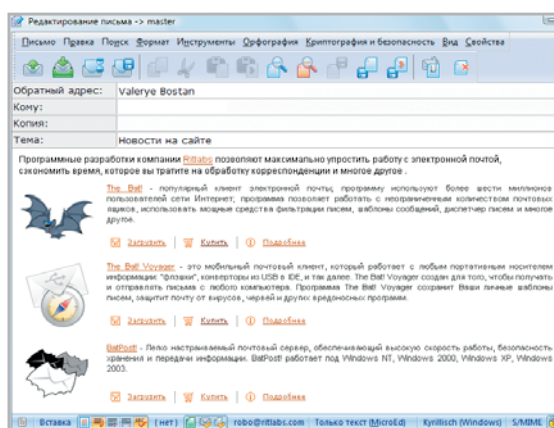 Редактирование письма -> master
Письмо Правка Поиск Формат Инструменты Орфография Криптография и безопасность Вид Свойства
Обратный адрес: Valerye Bostan
Кому:
Копия:
Тема: Новости на сайте
Программные разработки компании Ritlabs позволяют максимально упростить работу с электронной почтой,
сэкономить время, которое вы тратите на обработку корреспонденции и многое другое .
The Bat! - популярный клиент электронной почты; программу используют более шести миллионов
пользователей сети Интернет; программа позволяет работать с неограниченным количеством почтовых
ящиков, использовать мощные средства фильтрации писем, шаблоны сообщений, диспетчер писем и многое
другое.
Загрузить Купить Подробнее
The Bat! Voyager - это мобильный почтовый клиент, который работает с любым портативным носителем
информации: "флэшки", конверторы из USB в IDE, и так далее. The Bat! Voyager создан для того, чтобы получать
и отправлять письма с любого компьютера. Программа The Bat! Voyager сохранит Ваши личные шаблоны
писем, защитит почту от вирусов, червей и других вредоносных программ.
Загрузить Купить Подробнее
BatPost! - Легко настраиваемый почтовый сервер, обеспечивающий высокую скорость работы, безопасность
хранения и передачи информации. BatPost! работает под Windows NT, Windows 2000, Windows XP, Windows
2003.
Загрузить Купить Подробнее
Вставка (нет) robo@ritlabs.com Только текст (MicroEd) Kyrillisch (Windows) S/MIME